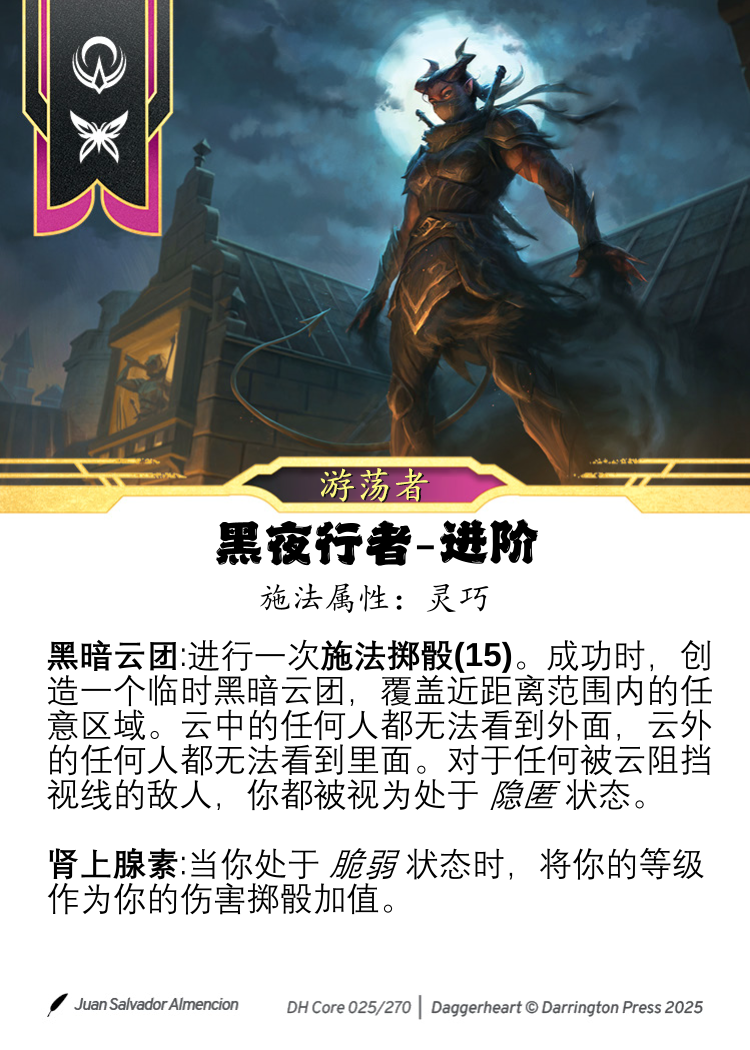 游荡者
黑夜行者-进阶
施法属性：灵巧
黑暗云团:进行一次施法掷骰(15)。成功时，创
造一个临时黑暗云团，覆盖近距离范围内的任
意区域。云中的任何人都无法看到外面，云外
的任何人都无法看到里面。对于任何被云阻挡
视线的敌人，你都被视为处于 隐匿 状态。
肾上腺素:当你处于 脆弱 状态时，将你的等级
作为你的伤害掷骰加值。
Juan Salvador Almencion
DH Core 025/270 | Daggerheart © Darrington Press 2025